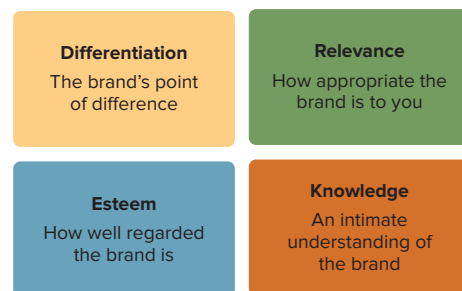 Differentiation
The brand's point
of difference
Relevance
How appropriate the
brand is to you
Esteem
How well regarded
the brand is
Knowledge
An intimate
understanding of
the brand